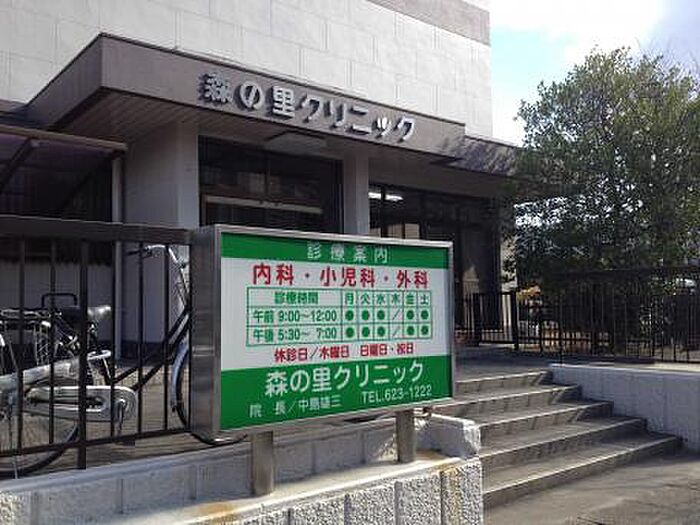 森の里クリニック
診療案内
内科・小児科・外科
診療時間 月 火 水 木 金 土
午前 9:00~12:00 ● ● ● / ● ●
午後 5:30~ 7:00 ● ● ● / ● ●
休診日/木曜日 日曜日・祝日
森の里クリニック
院 長/中島雄三 TEL.623-1222